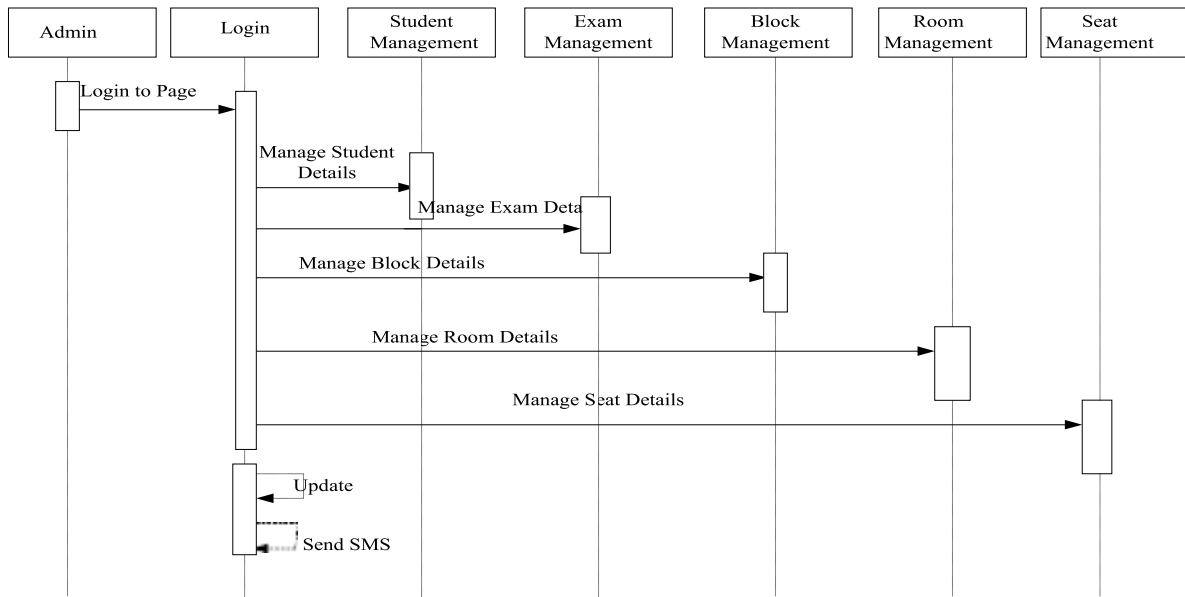 Admin
Login
Student
Management
Exam
Management
Block
Management
Room
Management
Seat
Management
Login to Page
Manage Student
Details
Manage Exam Deta
Manage Block Details
Manage Room Details
Manage Seat Details
Update
Send SMS